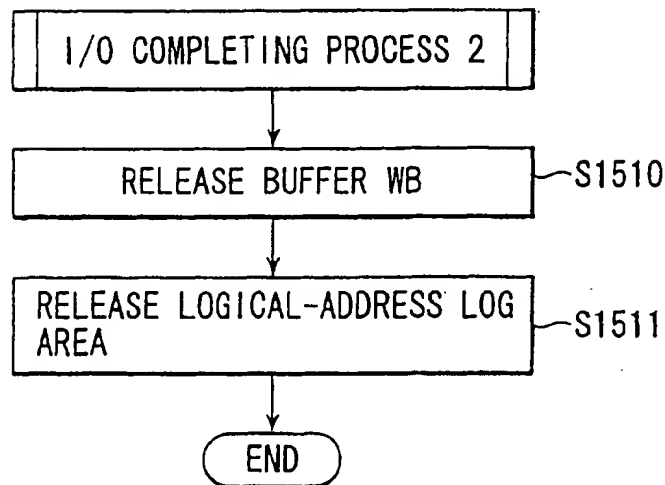 I/O COMPLETING PROCESS 2
RELEASE BUFFER WB
S1510
RELEASE LOGICAL-ADDRESS LOG
AREA
S1511
END